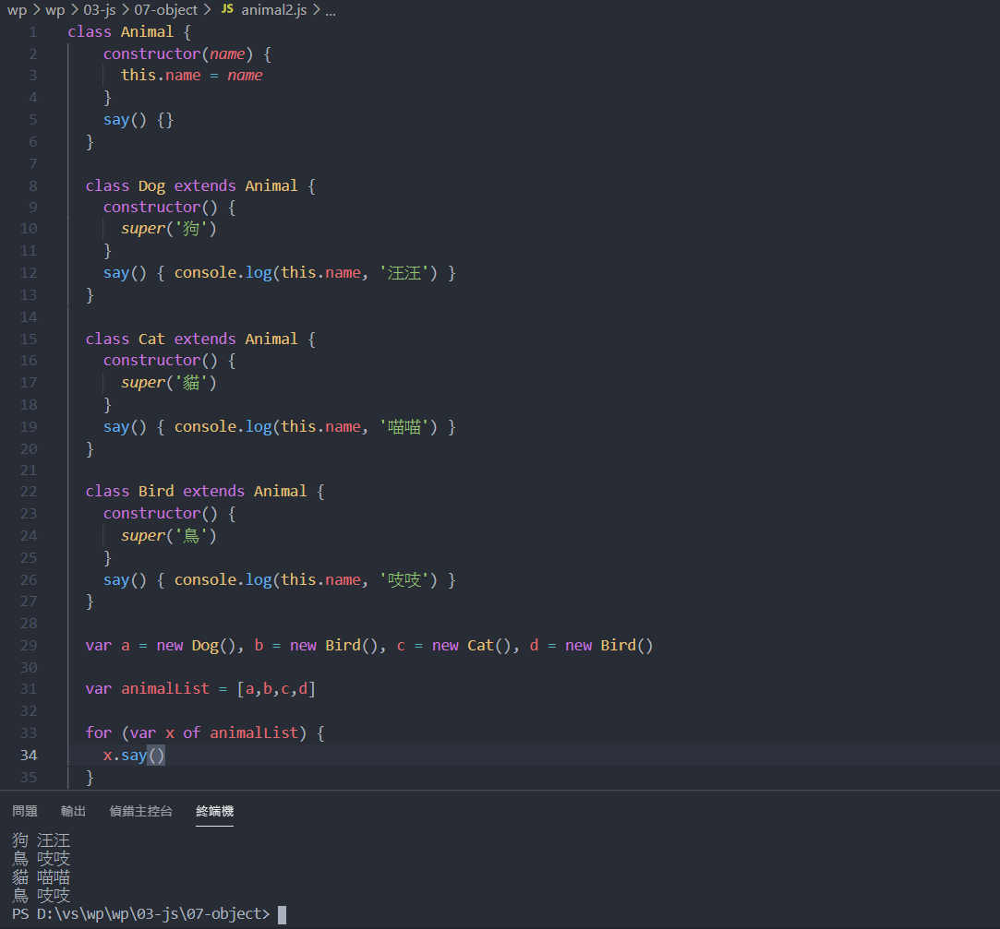 wp > wp > 03-js > 07-object > JS animal2.js > ...
1 class Animal {
2 constructor(name) {
3 this.name = name
4 }
5 say() {}
6 }
7
8 class Dog extends Animal {
9 constructor() {
10 super('狗')
11 }
12 say() { console.log(this.name, '汪汪') }
13 }
14
15 class Cat extends Animal {
16 constructor() {
17 super('貓')
18 }
19 say() { console.log(this.name, '喵喵') }
20 }
21
22 class Bird extends Animal {
23 constructor() {
24 super('鳥')
25 }
26 say() { console.log(this.name, '吱吱') }
27 }
28
29 var a = new Dog(), b = new Bird(), c = new Cat(), d = new Bird()
30
31 var animalList = [a,b,c,d]
32
33 for (var x of animalList) {
34 x.say()
35 }
問題 輸出 偵錯主控台 終端機
狗 汪汪
鳥 吱吱
貓 喵喵
鳥 吱吱
PS D:\vs\wp\wp\03-js\07-object>